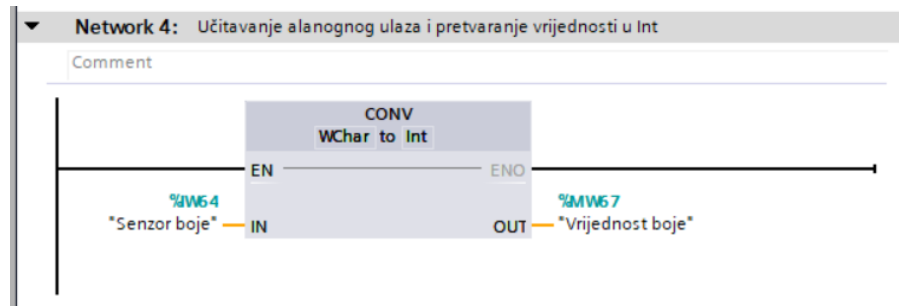 Network 4: Učitavanje alanognog ulaza i pretvaranje vrijednosti u Int
Comment
CONV
WChar to Int
EN ENO
%IW64 %MW67
"Senzor boje" IN OUT "Vrijednost boje"